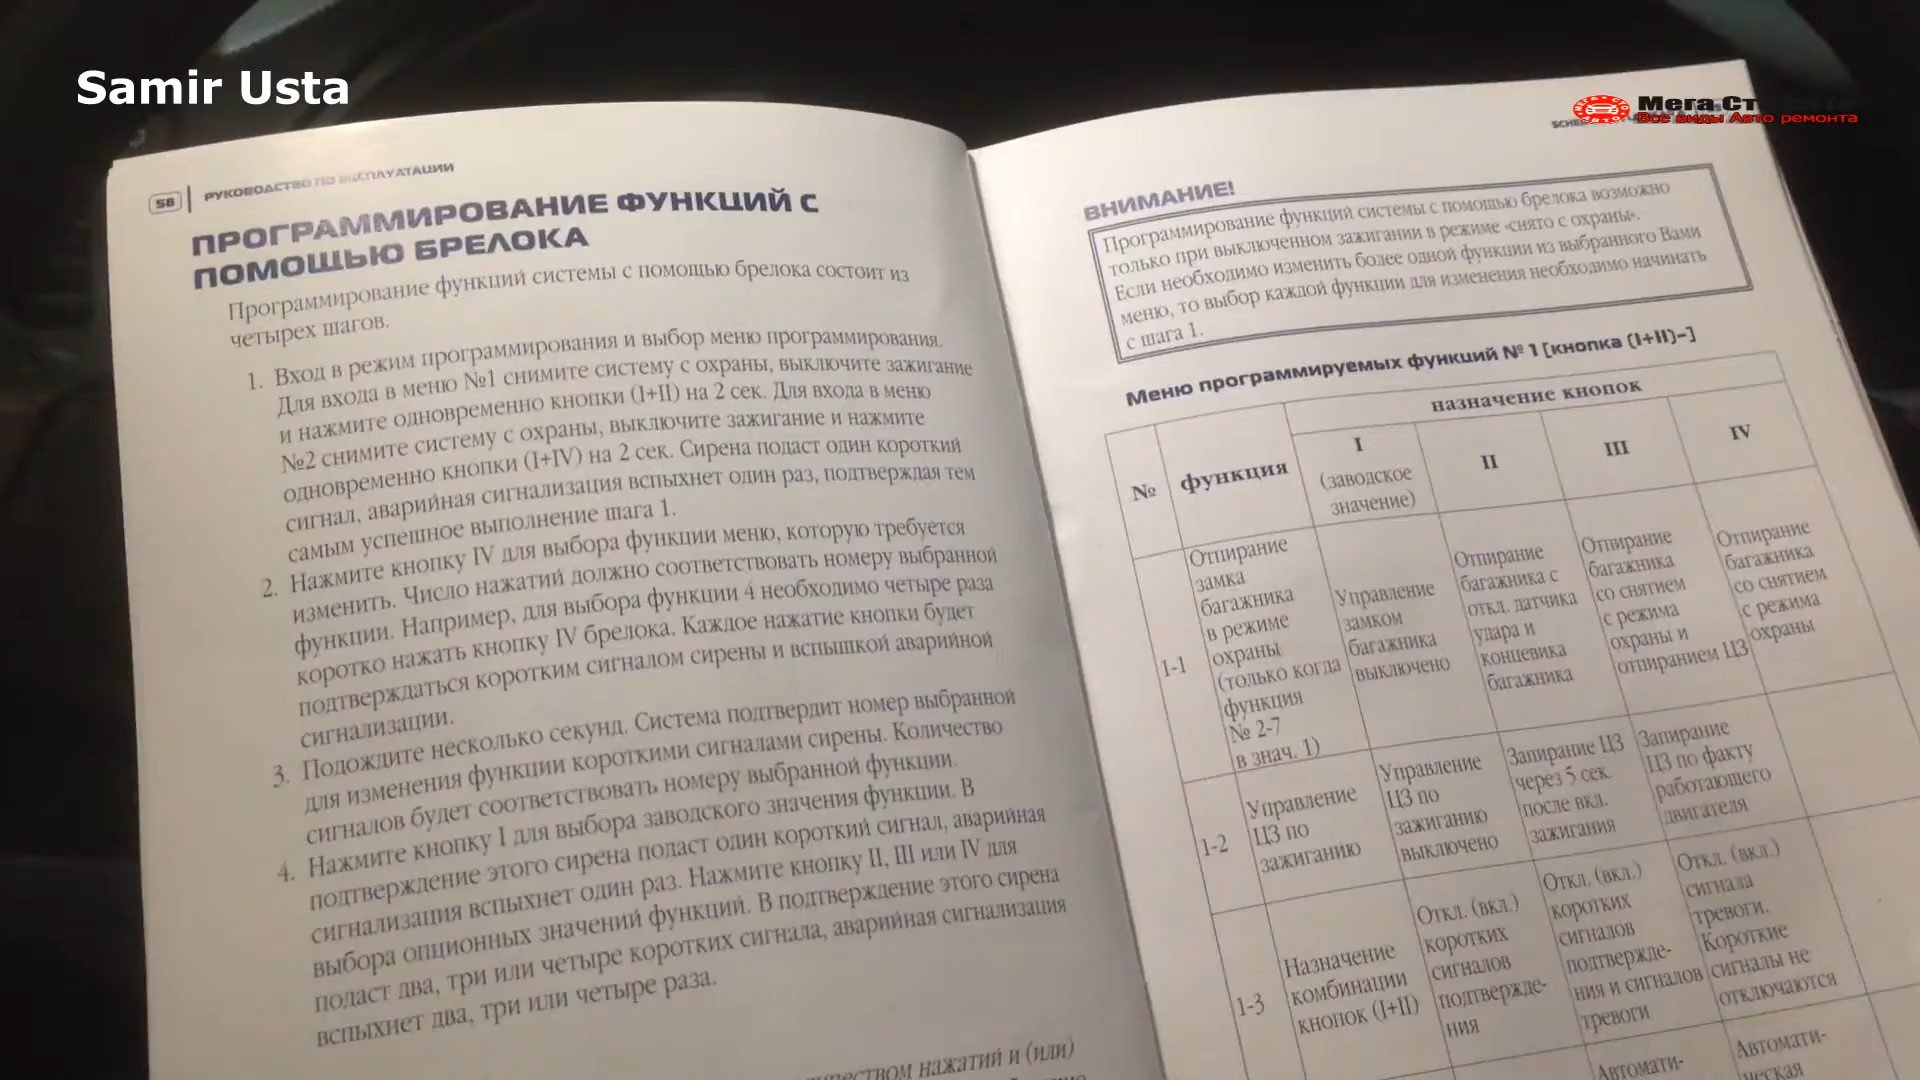 Samir Usta
58
РУКОВОДСТВО ПО ЭКСПЛУАТАЦИИ
ПРОГРАММИРОВАНИЕ ФУНКЦИЙ С
ПОМОЩЬЮ БРЕЛОКА
Программирование функций системы с помощью брелока состоит из
четырех шагов.
1. Вход в режим программирования и выбор меню программирования.
Для входа в меню №1 снимите систему с охраны, выключите зажигание
и нажмите одновременно кнопки (I+II) на 2 сек. Для входа в меню
№2 снимите систему с охраны, выключите зажигание и нажмите
одновременно кнопки (I+IV) на 2 сек. Сирена подаст один короткий
сигнал, аварийная сигнализация вспыхнет один раз, подтверждая тем
самым успешное выполнение шага 1.
2. Нажмите кнопку IV для выбора функции меню, которую требуется
изменить. Число нажатий должно соответствовать номеру выбранной
функции. Например, для выбора функции 4 необходимо четыре раза
коротко нажать кнопку IV брелока. Каждое нажатие кнопки будет
подтверждаться коротким сигналом сирены и вспышкой аварийной
сигнализации.
3. Подождите несколько секунд. Система подтвердит номер выбранной
для изменения функции короткими сигналами сирены. Количество
сигналов будет соответствовать номеру выбранной функции.
4. Нажмите кнопку I для выбора заводского значения функции. В
подтверждение этого сирена подаст один короткий сигнал, аварийная
сигнализация вспыхнет один раз. Нажмите кнопку II, III или IV для
выбора опционных значений функций. В подтверждение этого сирена
подаст два, три или четыре коротких сигнала, аварийная сигнализация
вспыхнет два, три или четыре раза.
нажатий и (или)
Мега
Все виды Авто ремонта
ВНИМАНИЕ!
Программирование функций системы с помощью брелока возможно
только при выключенном зажигании в режиме «снято с охраны».
Если необходимо изменить более одной функции из выбранного Вами
меню, то выбор каждой функции для изменения необходимо начинать
с шага 1.
Меню программируемых функций № 1 [кнопка (I+II)–]
№
функция
назначение кнопок
I
(заводское
значение)
II
III
IV
1-1
Отпирание
замка
багажника
в режиме
охраны
(только когда
функция
№ 2-7
в знач. 1)
Управление
замком
багажника
выключено
Отпирание
багажника с
откл. датчика
удара и
концевика
багажника
Отпирание
багажника
со снятием
с режима
охраны и
отпиранием ЦЗ
Отпирание
багажника
со снятием
с режима
охраны
1-2
Управление
ЦЗ по
зажиганию
Управление
ЦЗ по
зажиганию
выключено
Запирание ЦЗ
через 5 сек.
после вкл.
зажигания
Запирание
ЦЗ по факту
работающего
двигателя
1-3
Назначение
комбинации
кнопок (I+II)
Откл. (вкл.)
коротких
сигналов
подтвержде-
ния
Откл. (вкл.)
коротких
сигналов
подтвержде-
ния и сигналов
тревоги
Откл. (вкл.)
сигнала
тревоги.
Короткие
сигналы не
отключаются
Автомати-
Автомати-
ческая